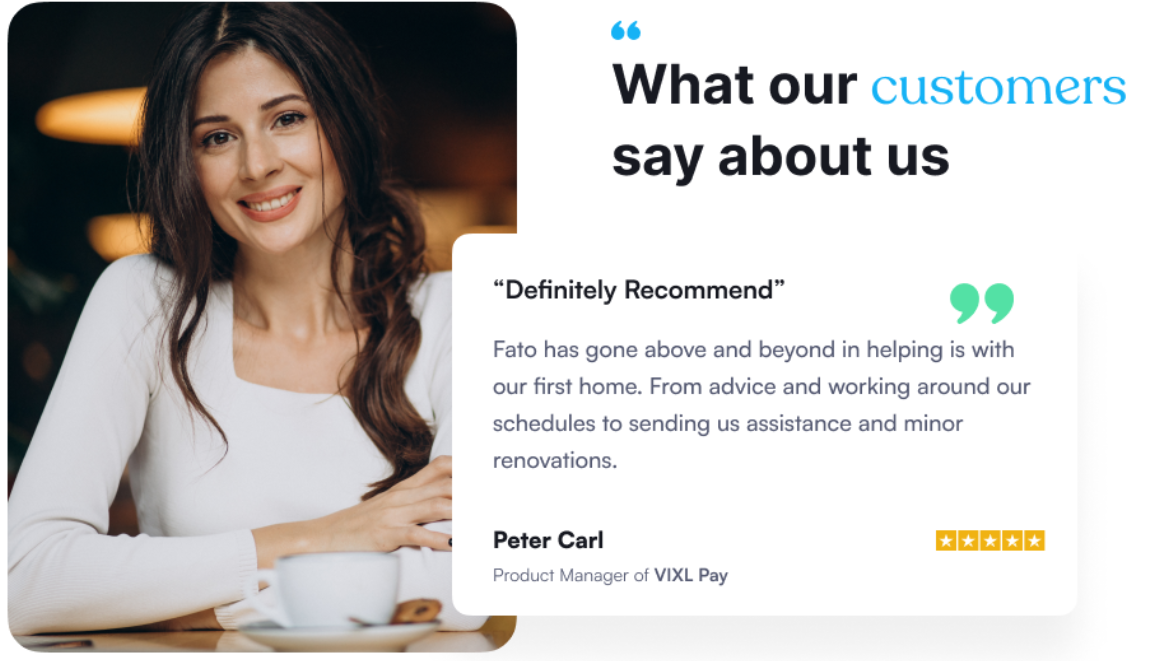 What our customers
say about us
“Definitely Recommend”
Fato has gone above and beyond in helping is with
our first home. From advice and working around our
schedules to sending us assistance and minor
renovations.
Peter Carl
Product Manager of VIXL Pay